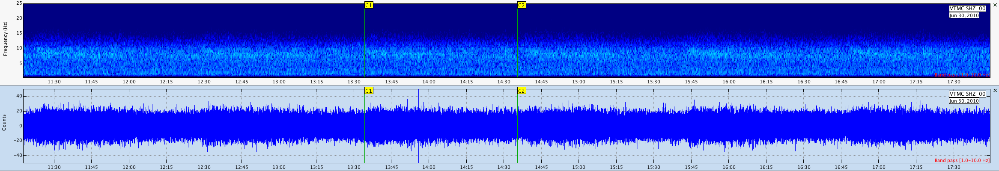 25
20
15
10
5
Frequency (Hz)
C1
C2
VTMC SHZ 00
Jun 30, 2010
×
Band pass [1.0-10.0 Hz]
11:30 11:45 12:00 12:15 12:30 12:45 13:00 13:15 13:30 13:45 14:00 14:15 14:30 14:45 15:00 15:15 15:30 15:45 16:00 16:15 16:30 16:45 17:00 17:15 17:30
40
20
0
-20
-40
Counts
C1
C2
VTMC SHZ 00
Jun 30, 2010
×
Band pass [1.0-10.0 Hz]
11:30 11:45 12:00 12:15 12:30 12:45 13:00 13:15 13:30 13:45 14:00 14:15 14:30 14:45 15:00 15:15 15:30 15:45 16:00 16:15 16:30 16:45 17:00 17:15 17:30